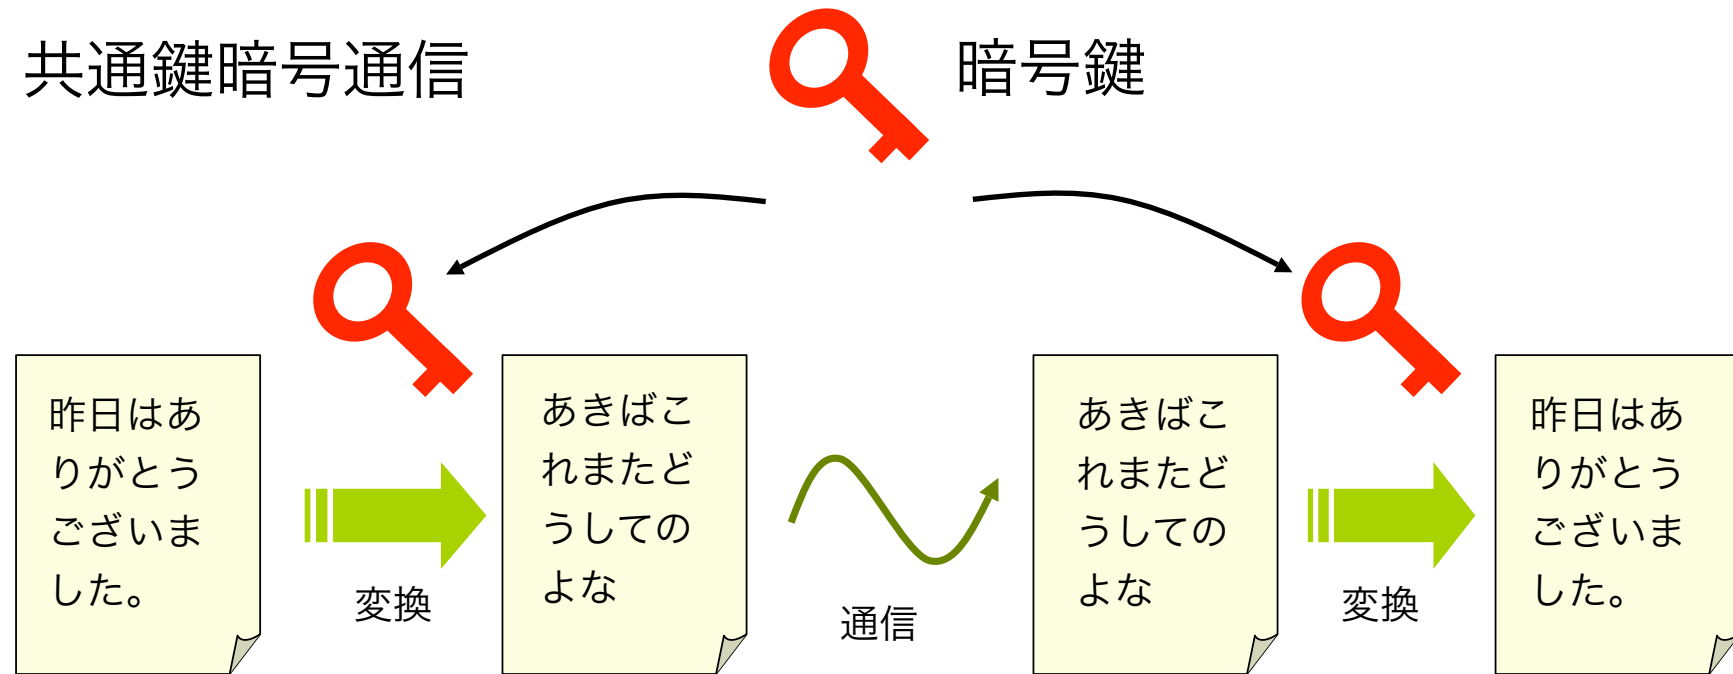 共通鍵暗号通信
暗号鍵
昨日はあ
りがとう
ございま
した。
変換
あきばこ
れまたど
うしての
よな
通信
あきばこ
れまたど
うしての
よな
変換
昨日はあ
りがとう
ございま
した。